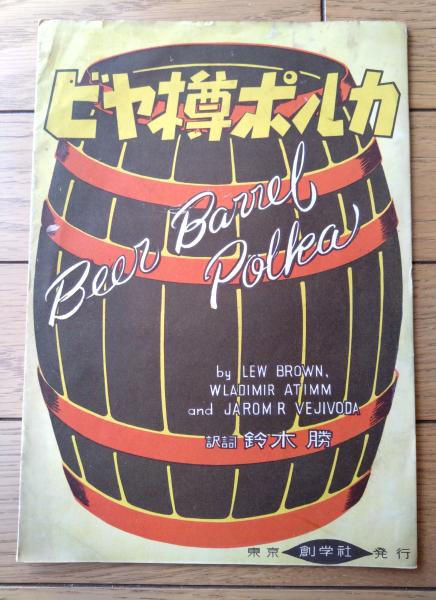 ビヤ樽ポルカ
Beer Barrel
Polka
by LEW BROWN,
WLADIMIR ATIMM
and JAROM R VEJIVODA
訳詞 鈴木 勝
東京 創学社 発行